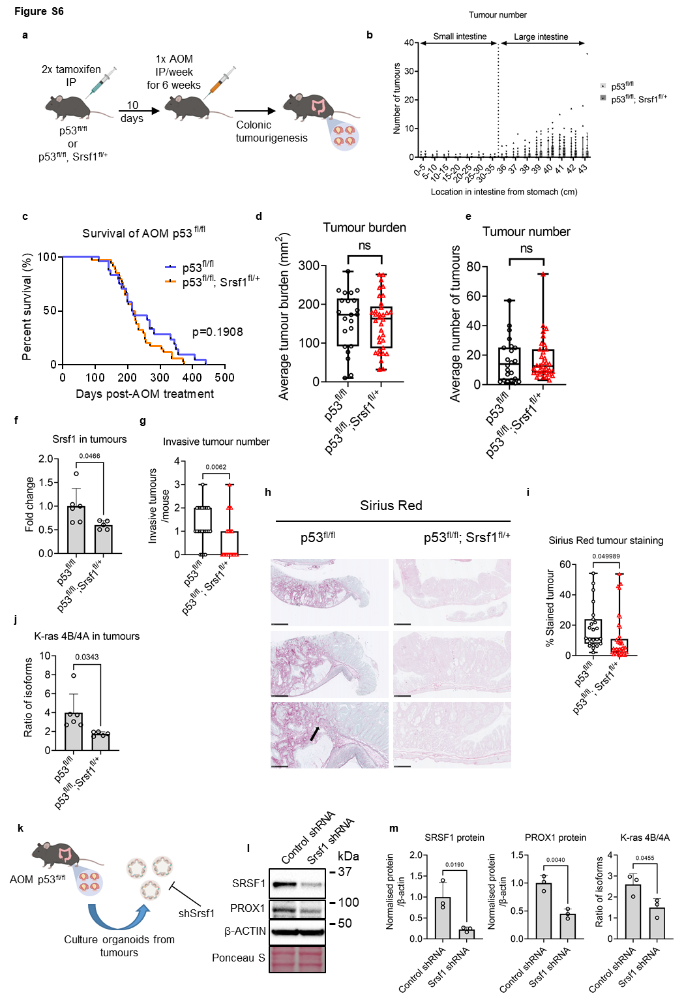 Figure S6
a
2x tamoxifen
IP
10
days
p53fl/fl
or
p53fl/fl, Srsf1fl/+
1x AOM
IP/week
for 6 weeks
Colonic
tumourigenesis
b
Tumour number
Small intestine
Large intestine
Number of tumours
40
30
20
10
0
0-5
5-10
10-15
15-20
20-25
25-30
30-35
36
37
38
39
40
41
42
43
Location in intestine from stomach (cm)
p53fl/fl
p53fl/fl; Srsf1fl/+
c
Survival of AOM p53fl/fl
Percent survival (%)
100
50
0
0
100
200
300
400
500
Days post-AOM treatment
p53fl/fl
p53fl/fl; Srsf1fl/+
p=0.1908
d
Tumour burden
ns
Average tumour burden (mm2)
300
200
100
0
p53fl/fl
p53fl/fl;Srsf1fl/+
e
Tumour number
ns
Average number of tumours
80
60
40
20
0
p53fl/fl
p53fl/fl;Srsf1fl/+
f
Srsf1 in tumours
0.0466
Fold change
2.0
1.5
1.0
0.5
0.0
p53fl/fl
p53fl/fl;Srsf1fl/+
g
Invasive tumour number
0.0062
Invasive tumours
/mouse
4
3
2
1
0
p53fl/fl
p53fl/fl; Srsf1fl/+
h
Sirius Red
p53fl/fl
p53fl/fl; Srsf1fl/+
i
Sirius Red tumour staining
0.049989
% Stained tumour
60
40
20
0
p53fl/fl
p53fl/fl; Srsf1fl/+
j
K-ras 4B/4A in tumours
0.0343
Ratio of isoforms
10
8
6
4
2
0
p53fl/fl
p53fl/fl;Srsf1fl/+
k
AOM p53fl/fl
shSrsf1
Culture organoids from
tumours
l
Control shRNA
Srsf1 shRNA
kDa
37
SRSF1
100
PROX1
50
β-ACTIN
Ponceau S
m
SRSF1 protein
0.0190
Normalised protein
/β-actin
2.0
1.5
1.0
0.5
0.0
Control shRNA
Srsf1 shRNA
PROX1 protein
0.0040
Normalised protein
/β-actin
1.5
1.0
0.5
0.0
Control shRNA
Srsf1 shRNA
K-ras 4B/4A
0.0455
Ratio of isoforms
4
3
2
1
0
Control shRNA
Srsf1 shRNA